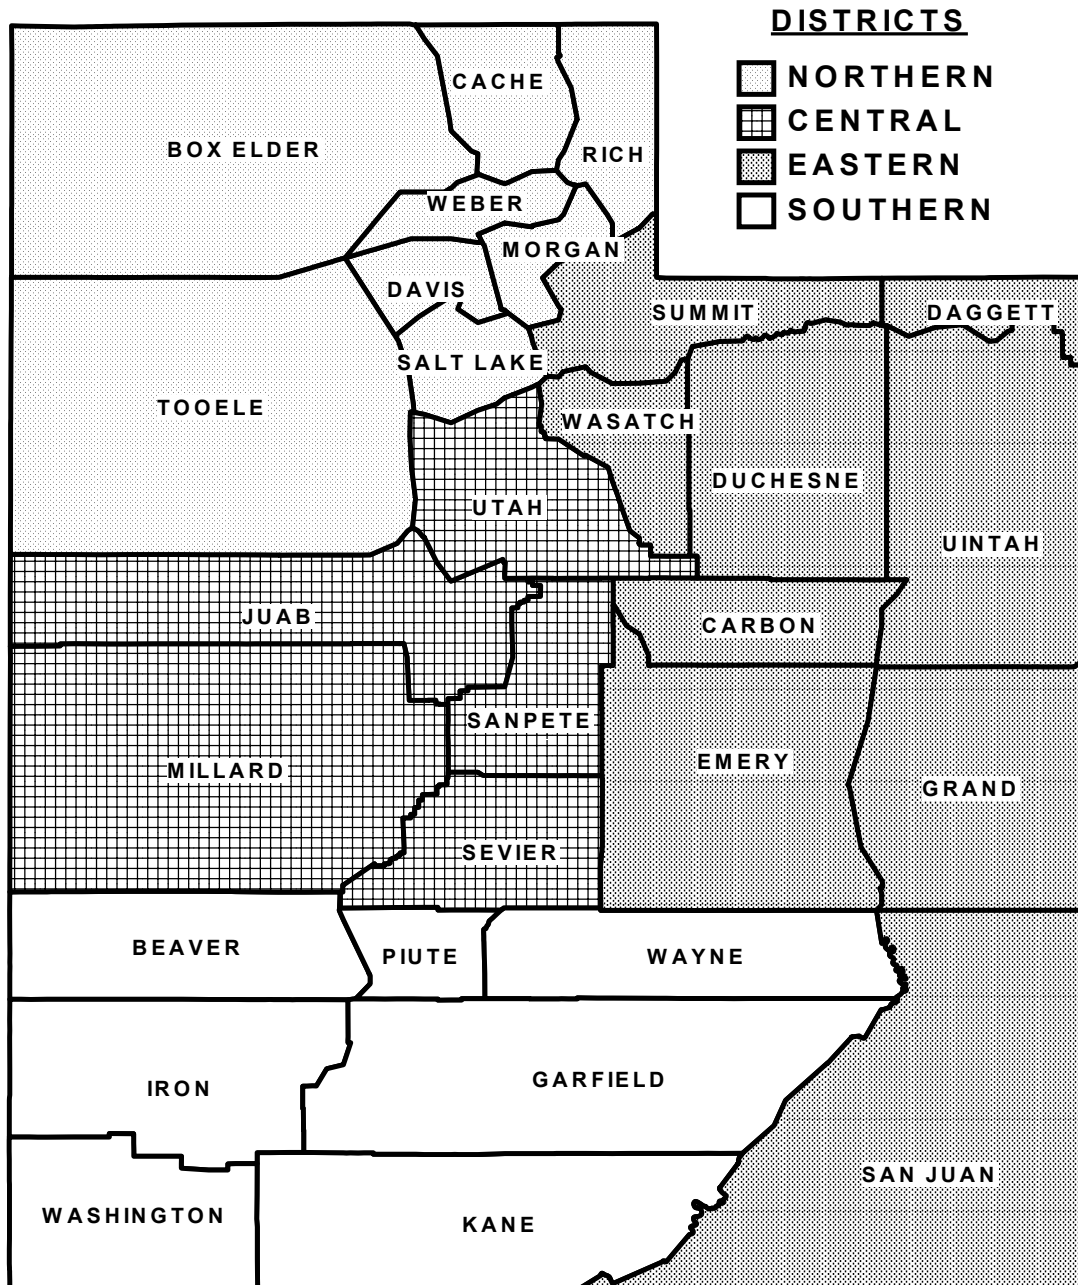 DISTRICTS
NORTHERN
CENTRAL
EASTERN
SOUTHERN
CACHE
BOX ELDER
RICH
WEBER
MORGAN
DAVIS
SUMMIT
DAGGETT
SALT LAKE
TOOELE
WASATCH
DUCHESNE
UTAH
UINTAH
JUAB
CARBON
SANPETE
MILLARD
EMERY
GRAND
SEVIER
BEAVER
PIUTE
WAYNE
IRON
GARFIELD
SAN JUAN
WASHINGTON
KANE